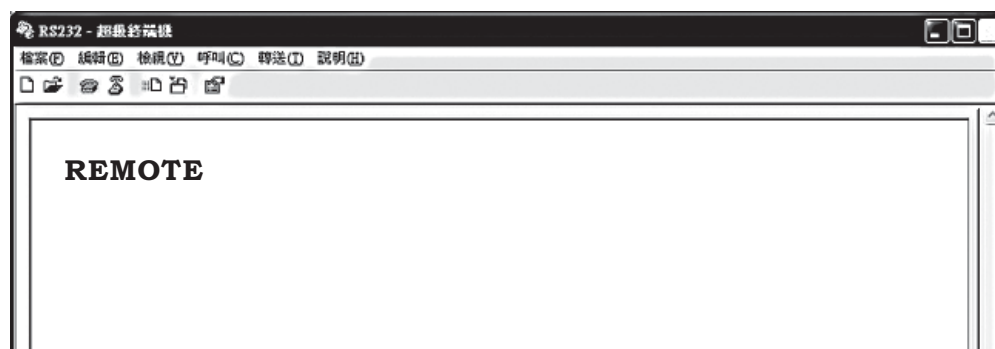 RS232 - 超級終端機
檔案(F) 編輯(E) 檢視(V) 呼叫(C) 轉送(T) 說明(H)
REMOTE